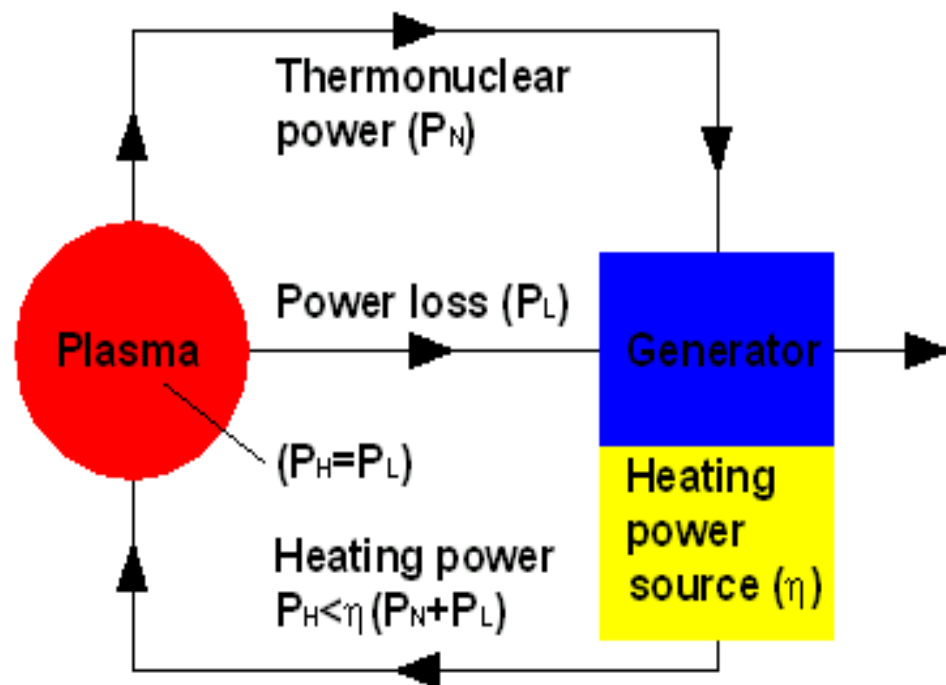 Thermonuclear
power (PN)
Power loss (PL)
Plasma
Generator
(PH=PL)
Heating
power
source (η)
Heating power
PH<η(PN+PL)